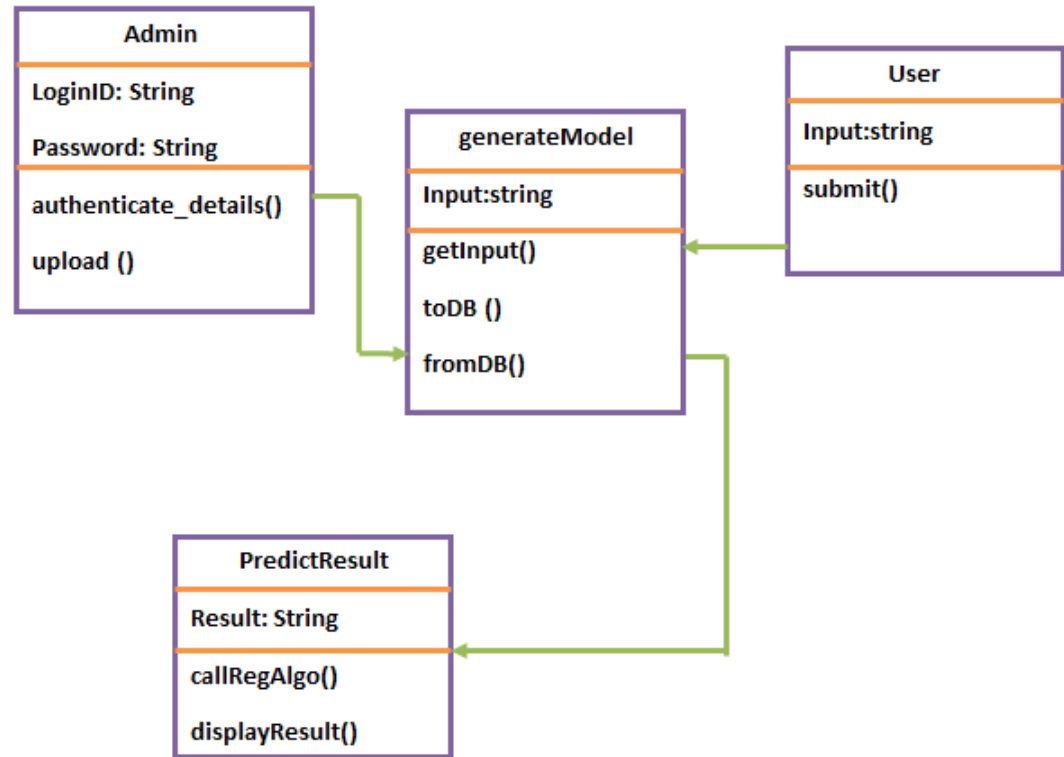 Admin
LoginID: String
Password: String
authenticate_details()
upload ()
generateModel
Input:string
getInput()
toDB ()
fromDB()
User
Input:string
submit()
PredictResult
Result: String
callRegAlgo()
displayResult()